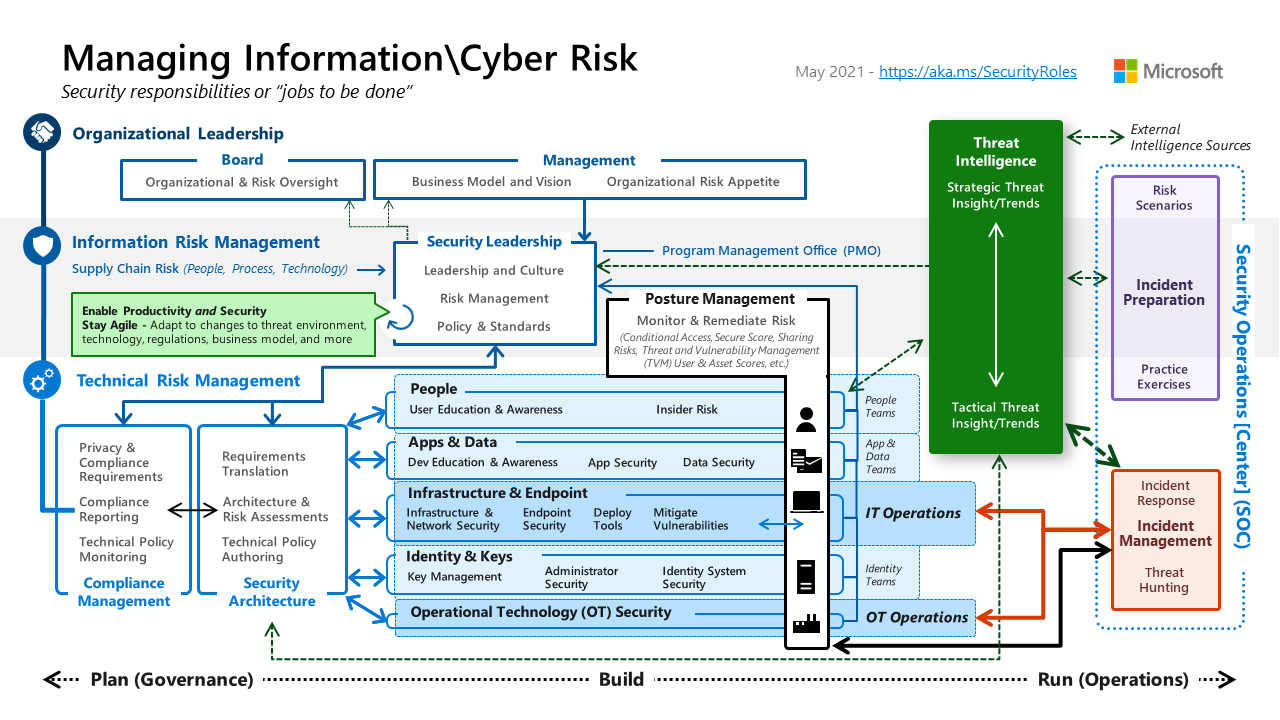 Managing Information\Cyber Risk
Security responsibilities or “jobs to be done”
May 2021 - https://aka.ms/SecurityRoles
Microsoft
Organizational Leadership
Board
Organizational & Risk Oversight
Management
Business Model and Vision
Organizational Risk Appetite
Information Risk Management
Supply Chain Risk (People, Process, Technology)
Enable Productivity and Security
Stay Agile - Adapt to changes to threat environment,
technology, regulations, business model, and more
Security Leadership
Leadership and Culture
Risk Management
Policy & Standards
Program Management Office (PMO)
Posture Management
Monitor & Remediate Risk
(Conditional Access, Secure Score, Sharing
Risks, Threat and Vulnerability Management
(TVM) User & Asset Scores, etc.)
Technical Risk Management
Privacy &
Compliance
Requirements
Compliance
Reporting
Technical Policy
Monitoring
Compliance
Management
Requirements
Translation
Architecture &
Risk Assessments
Technical Policy
Authoring
Security
Architecture
People
User Education & Awareness
Insider Risk
People
Teams
Apps & Data
Dev Education & Awareness
App Security
Data Security
App &
Data
Teams
Infrastructure & Endpoint
Infrastructure &
Network Security
Endpoint
Security
Deploy
Tools
Mitigate
Vulnerabilities
IT Operations
Identity & Keys
Key Management
Administrator
Security
Identity System
Security
Identity
Teams
Operational Technology (OT) Security
OT Operations
Threat
Intelligence
Strategic Threat
Insight/Trends
Tactical Threat
Insight/Trends
External
Intelligence Sources
Risk
Scenarios
Incident
Preparation
Practice
Exercises
Incident
Response
Incident
Management
Threat
Hunting
Security Operations [Center] (SOC)
Plan (Governance)
Build
Run (Operations)